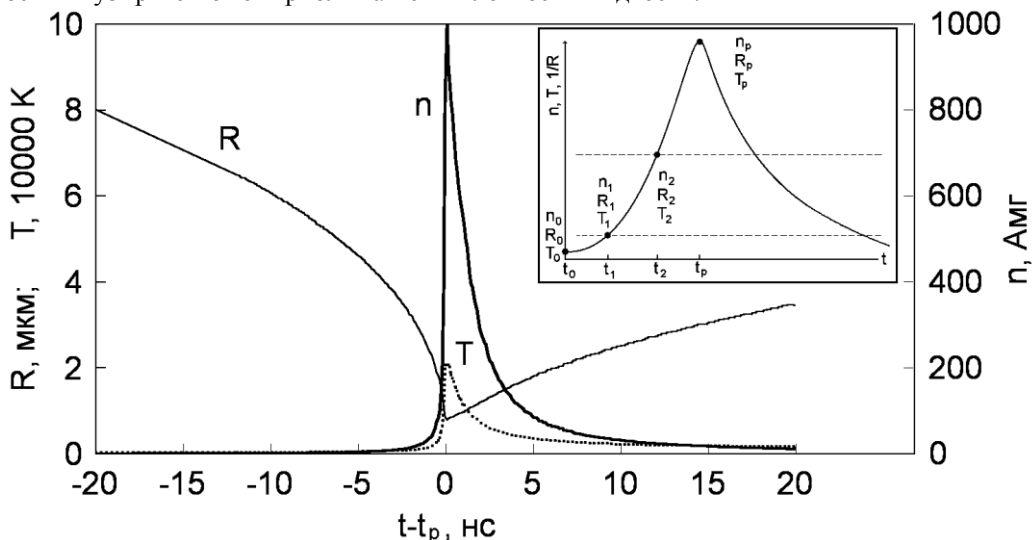 10
8
6
4
2
0
R, мкм; T, 10000 K
1000
800
600
400
200
0
n, Амг
R
n
T
-20 -15 -10 -5 0 5 10 15 20
t-tₚ, нс
n, T, 1/R
nₚ
Rₚ
Tₚ
n₂
R₂
T₂
n₁
R₁
T₁
n₀
R₀
T₀
t₀ t₁ t₂ tₚ t